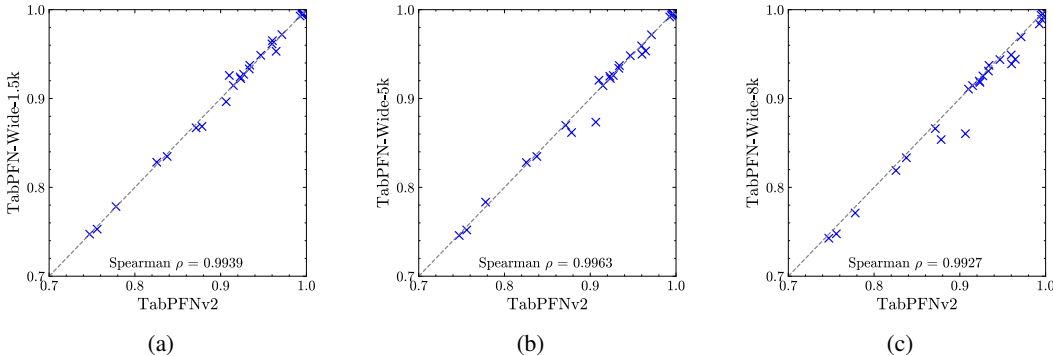 TabPFN-Wide-1.5k
1.0
0.9
0.8
0.7
0.7 0.8 0.9 1.0
Spearman ρ = 0.9939
TabPFNv2
(a)
TabPFN-Wide-5k
1.0
0.9
0.8
0.7
0.7 0.8 0.9 1.0
Spearman ρ = 0.9963
TabPFNv2
(b)
TabPFN-Wide-8k
1.0
0.9
0.8
0.7
0.7 0.8 0.9 1.0
Spearman ρ = 0.9927
TabPFNv2
(c)